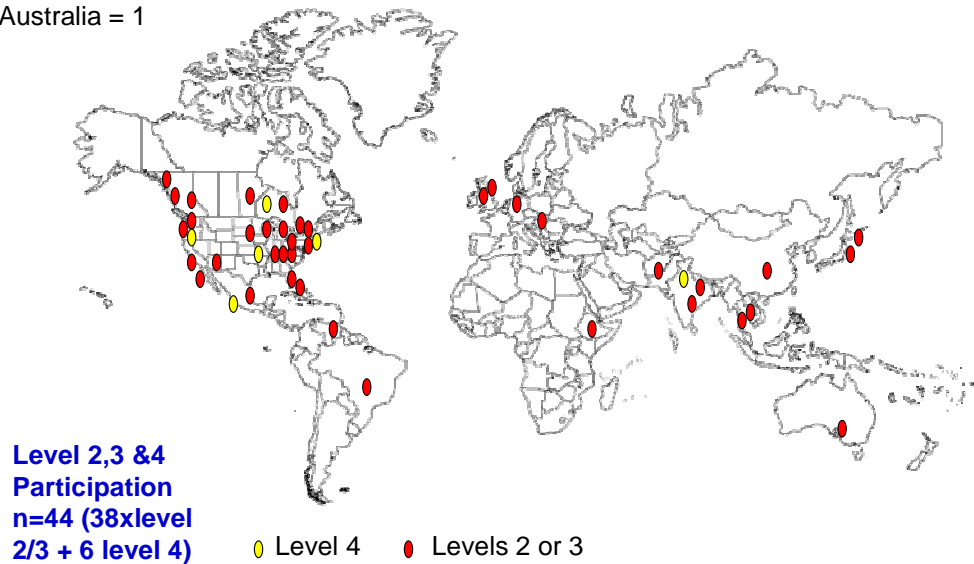 Australia = 1
Level 2,3 &4
Participation
n=44 (38xlevel
2/3 + 6 level 4)
Level 4
Levels 2 or 3